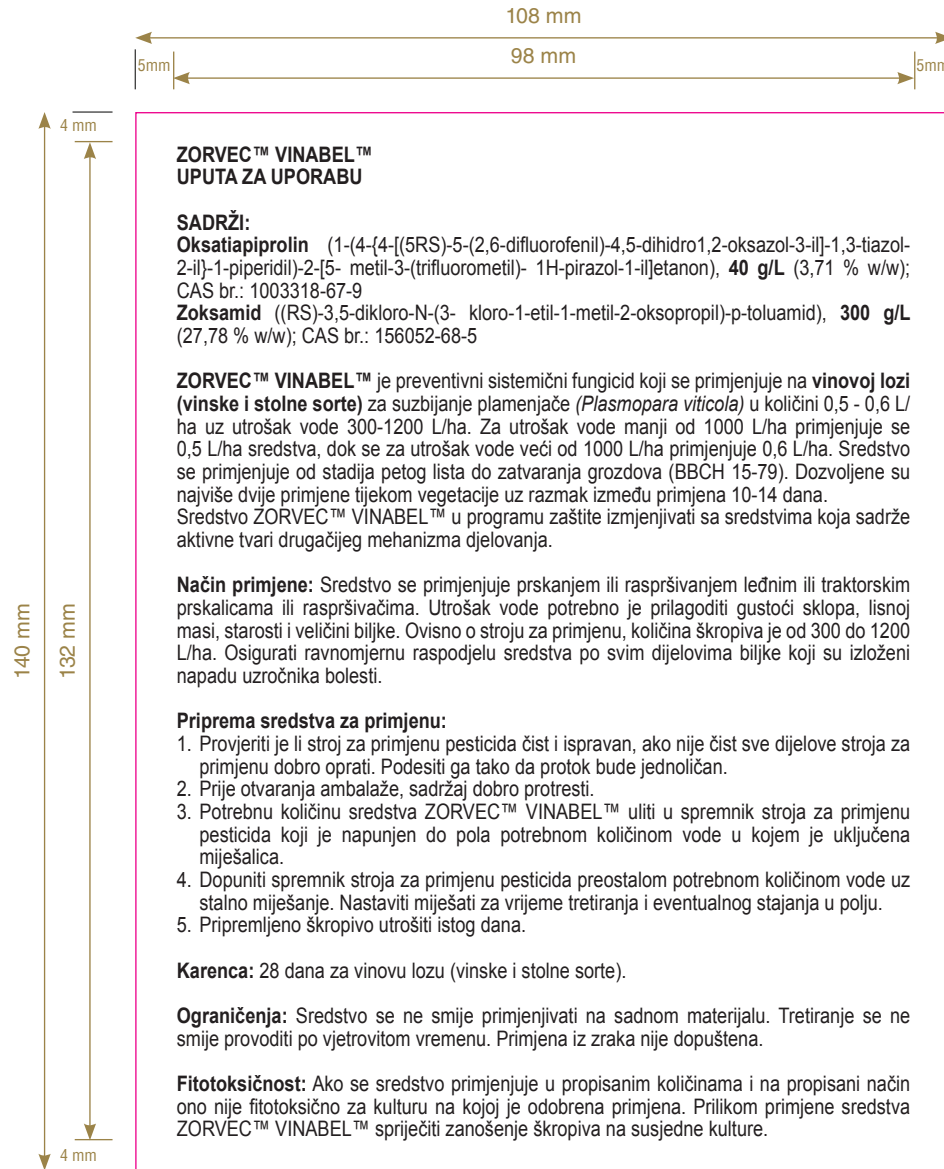 108 mm
98 mm
5mm
5mm
4 mm
140 mm
132 mm
ZORVEC™ VINABEL™
UPUTA ZA UPORABU
SADRŽI:
Oksatiapiprolin (1-(4-{4-[(5RS)-5-(2,6-difluorofenil)-4,5-dihidro1,2-oksazol-3-il]-1,3-tiazol-
2-il}-1-piperidil)-2-[5- metil-3-(trifluorometil)- 1H-pirazol-1-il]etanon), 40 g/L (3,71 % w/w);
CAS br.: 1003318-67-9
Zoksamid ((RS)-3,5-dikloro-N-(3- kloro-1-etil-1-metil-2-oksopropil)-p-toluamid), 300 g/L
(27,78 % w/w); CAS br.: 156052-68-5
ZORVEC™ VINABEL™ je preventivni sistemični fungicid koji se primjenjuje na vinovoj lozi
(vinske i stolne sorte) za suzbijanje plamenjače (Plasmopara viticola) u količini 0,5 - 0,6 L/
ha uz utrošak vode 300-1200 L/ha. Za utrošak vode manji od 1000 L/ha primjenjuje se
0,5 L/ha sredstva, dok se za utrošak vode veći od 1000 L/ha primjenjuje 0,6 L/ha. Sredstvo
se primjenjuje od stadija petog lista do zatvaranja grozdova (BBCH 15-79). Dozvoljene su
najviše dvije primjene tijekom vegetacije uz razmak između primjena 10-14 dana.
Sredstvo ZORVEC™ VINABEL™ u programu zaštite izmjenjivati sa sredstvima koja sadrže
aktivne tvari drugačijeg mehanizma djelovanja.
Način primjene: Sredstvo se primjenjuje prskanjem ili raspršivanjem leđnim ili traktorskim
prskalicama ili raspršivačima. Utrošak vode potrebno je prilagoditi gustoći sklopa, lisnoj
masi, starosti i veličini biljke. Ovisno o stroju za primjenu, količina škropiva je od 300 do 1200
L/ha. Osigurati ravnomjernu raspodjelu sredstva po svim dijelovima biljke koji su izloženi
napadu uzročnika bolesti.
Priprema sredstva za primjenu:
1. Provjeriti je li stroj za primjenu pesticida čist i ispravan, ako nije čist sve dijelove stroja za
primjenu dobro oprati. Podesiti ga tako da protok bude jednoličan.
2. Prije otvaranja ambalaže, sadržaj dobro protresti.
3. Potrebnu količinu sredstva ZORVEC™ VINABEL™ uliti u spremnik stroja za primjenu
pesticida koji je napunjen do pola potrebnom količinom vode u kojem je uključena
miješalica.
4. Dopuniti spremnik stroja za primjenu pesticida preostalom potrebnom količinom vode uz
stalno miješanje. Nastaviti miješati za vrijeme tretiranja i eventualnog stajanja u polju.
5. Pripremljeno škropivo utrošiti istog dana.
Karenca: 28 dana za vinovu lozu (vinske i stolne sorte).
Ograničenja: Sredstvo se ne smije primjenjivati na sadnom materijalu. Tretiranje se ne
smije provoditi po vjetrovitom vremenu. Primjena iz zraka nije dopuštena.
Fitotoksičnost: Ako se sredstvo primjenjuje u propisanim količinama i na propisani način
ono nije fitotoksično za kulturu na kojoj je odobrena primjena. Prilikom primjene sredstva
ZORVEC™ VINABEL™ spriječiti zanošenje škropiva na susjedne kulture.
4 mm